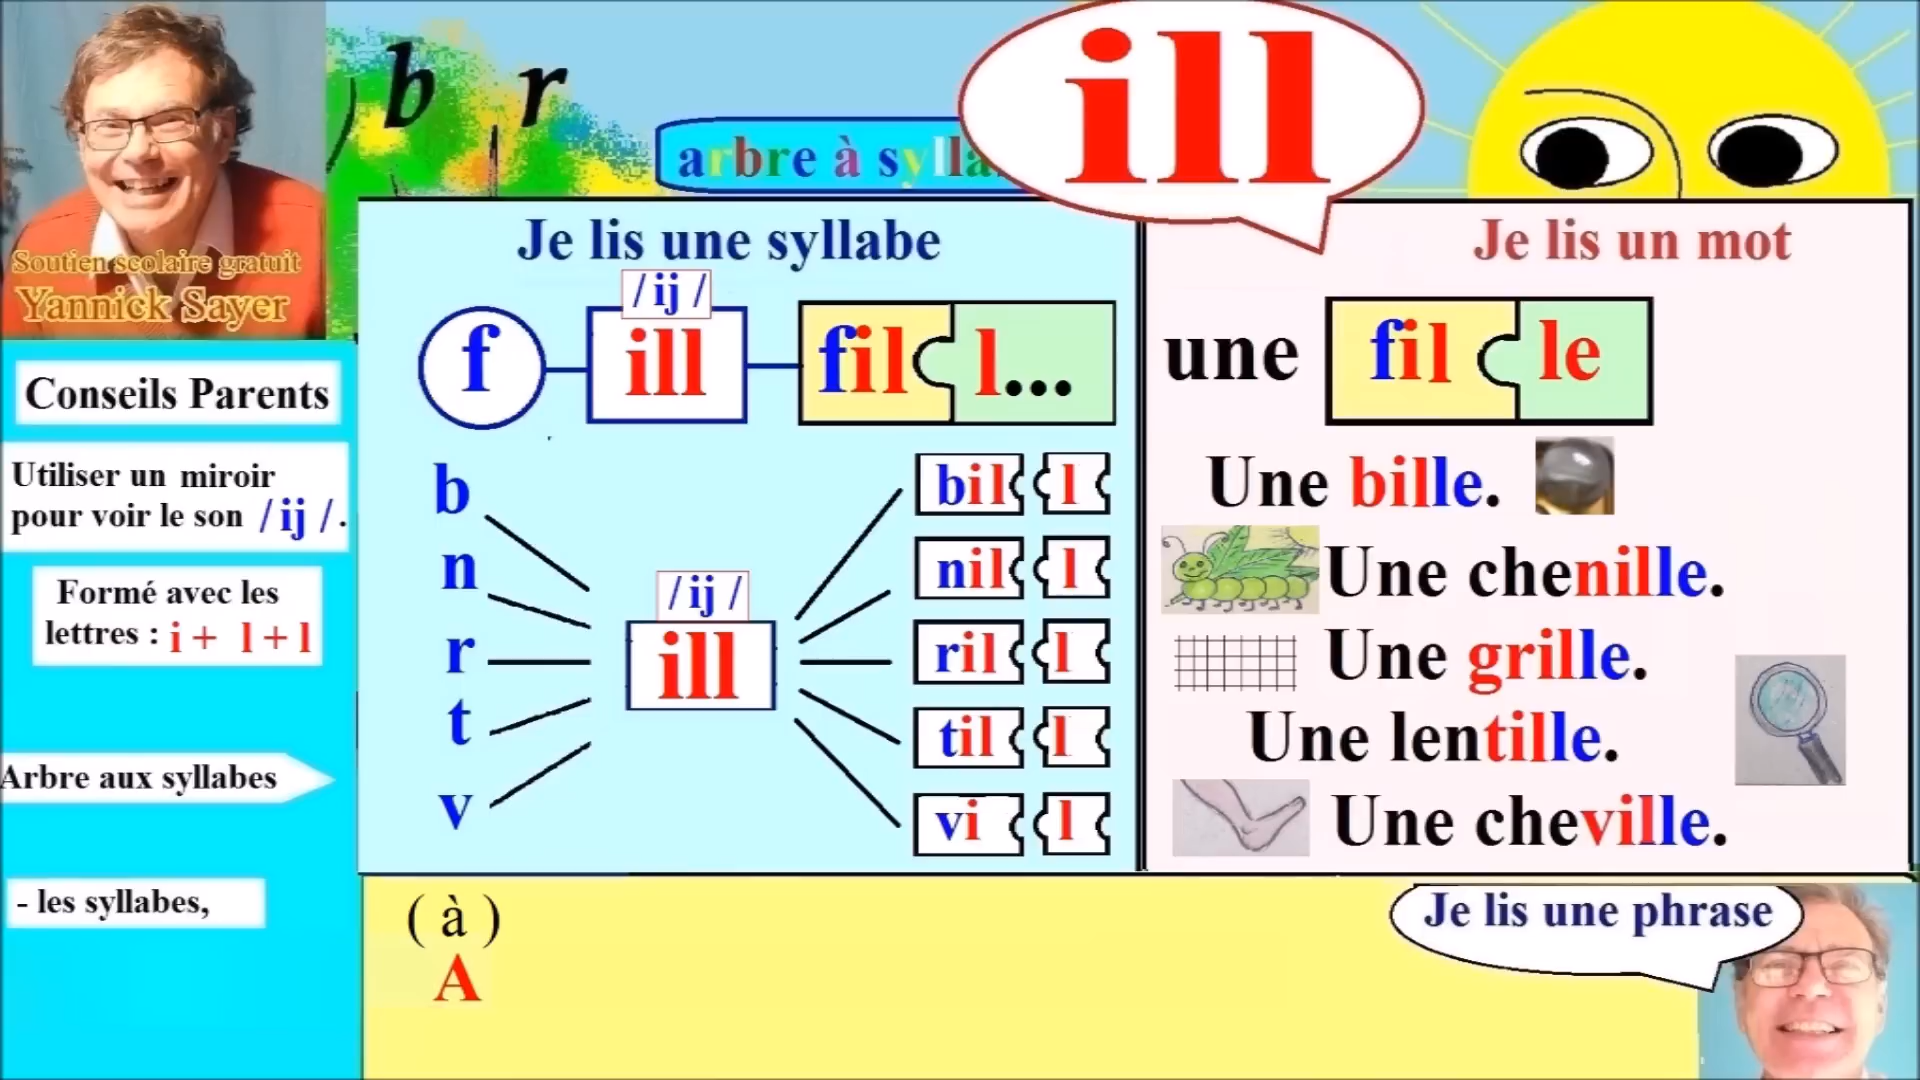 b r
arbre à sylla
ill
Soutien scolaire gratuit
Yannick Sayer
Conseils Parents
Utiliser un miroir
pour voir le son / ij / .
Formé avec les
lettres : i + l + l
Arbre aux syllabes
- les syllabes,
Je lis une syllabe
/ ij /
f ill fil l...
b
n
r
t
v
/ ij /
ill
bil l
nil l
ril l
til l
vi l
Je lis un mot
une fil le
Une bille.
Une chenille.
Une grille.
Une lentille.
Une cheville.
( à )
A
Je lis une phrase